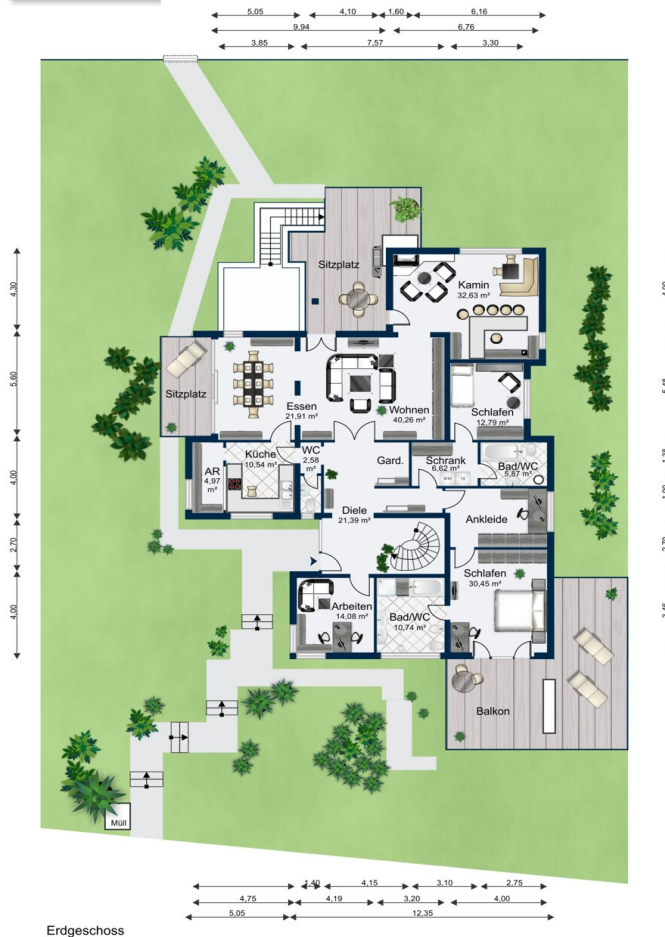 5,05 4,10 1,60 6,16
9,94 6,76
3,85 7,57 3,30
4,30
5,60
4,00
2,70
4,00
Sitzplatz
Kamin
32,63 m²
Sitzplatz
Essen
21,91 m²
Wohnen
40,26 m²
Schlafen
12,79 m²
AR
4,97
m²
Küche
10,54 m²
WC
2,58
m²
Gard.
Schrank
6,62 m²
Bad/WC
5,87 m²
Diele
21,39 m²
Ankleide
Schlafen
30,45 m²
Arbeiten
14,08 m²
Bad/WC
10,74 m²
Balkon
Müll
1,40 4,15 3,10 2,75
4,75 4,19 3,20 4,00
5,05 12,35
Erdgeschoss